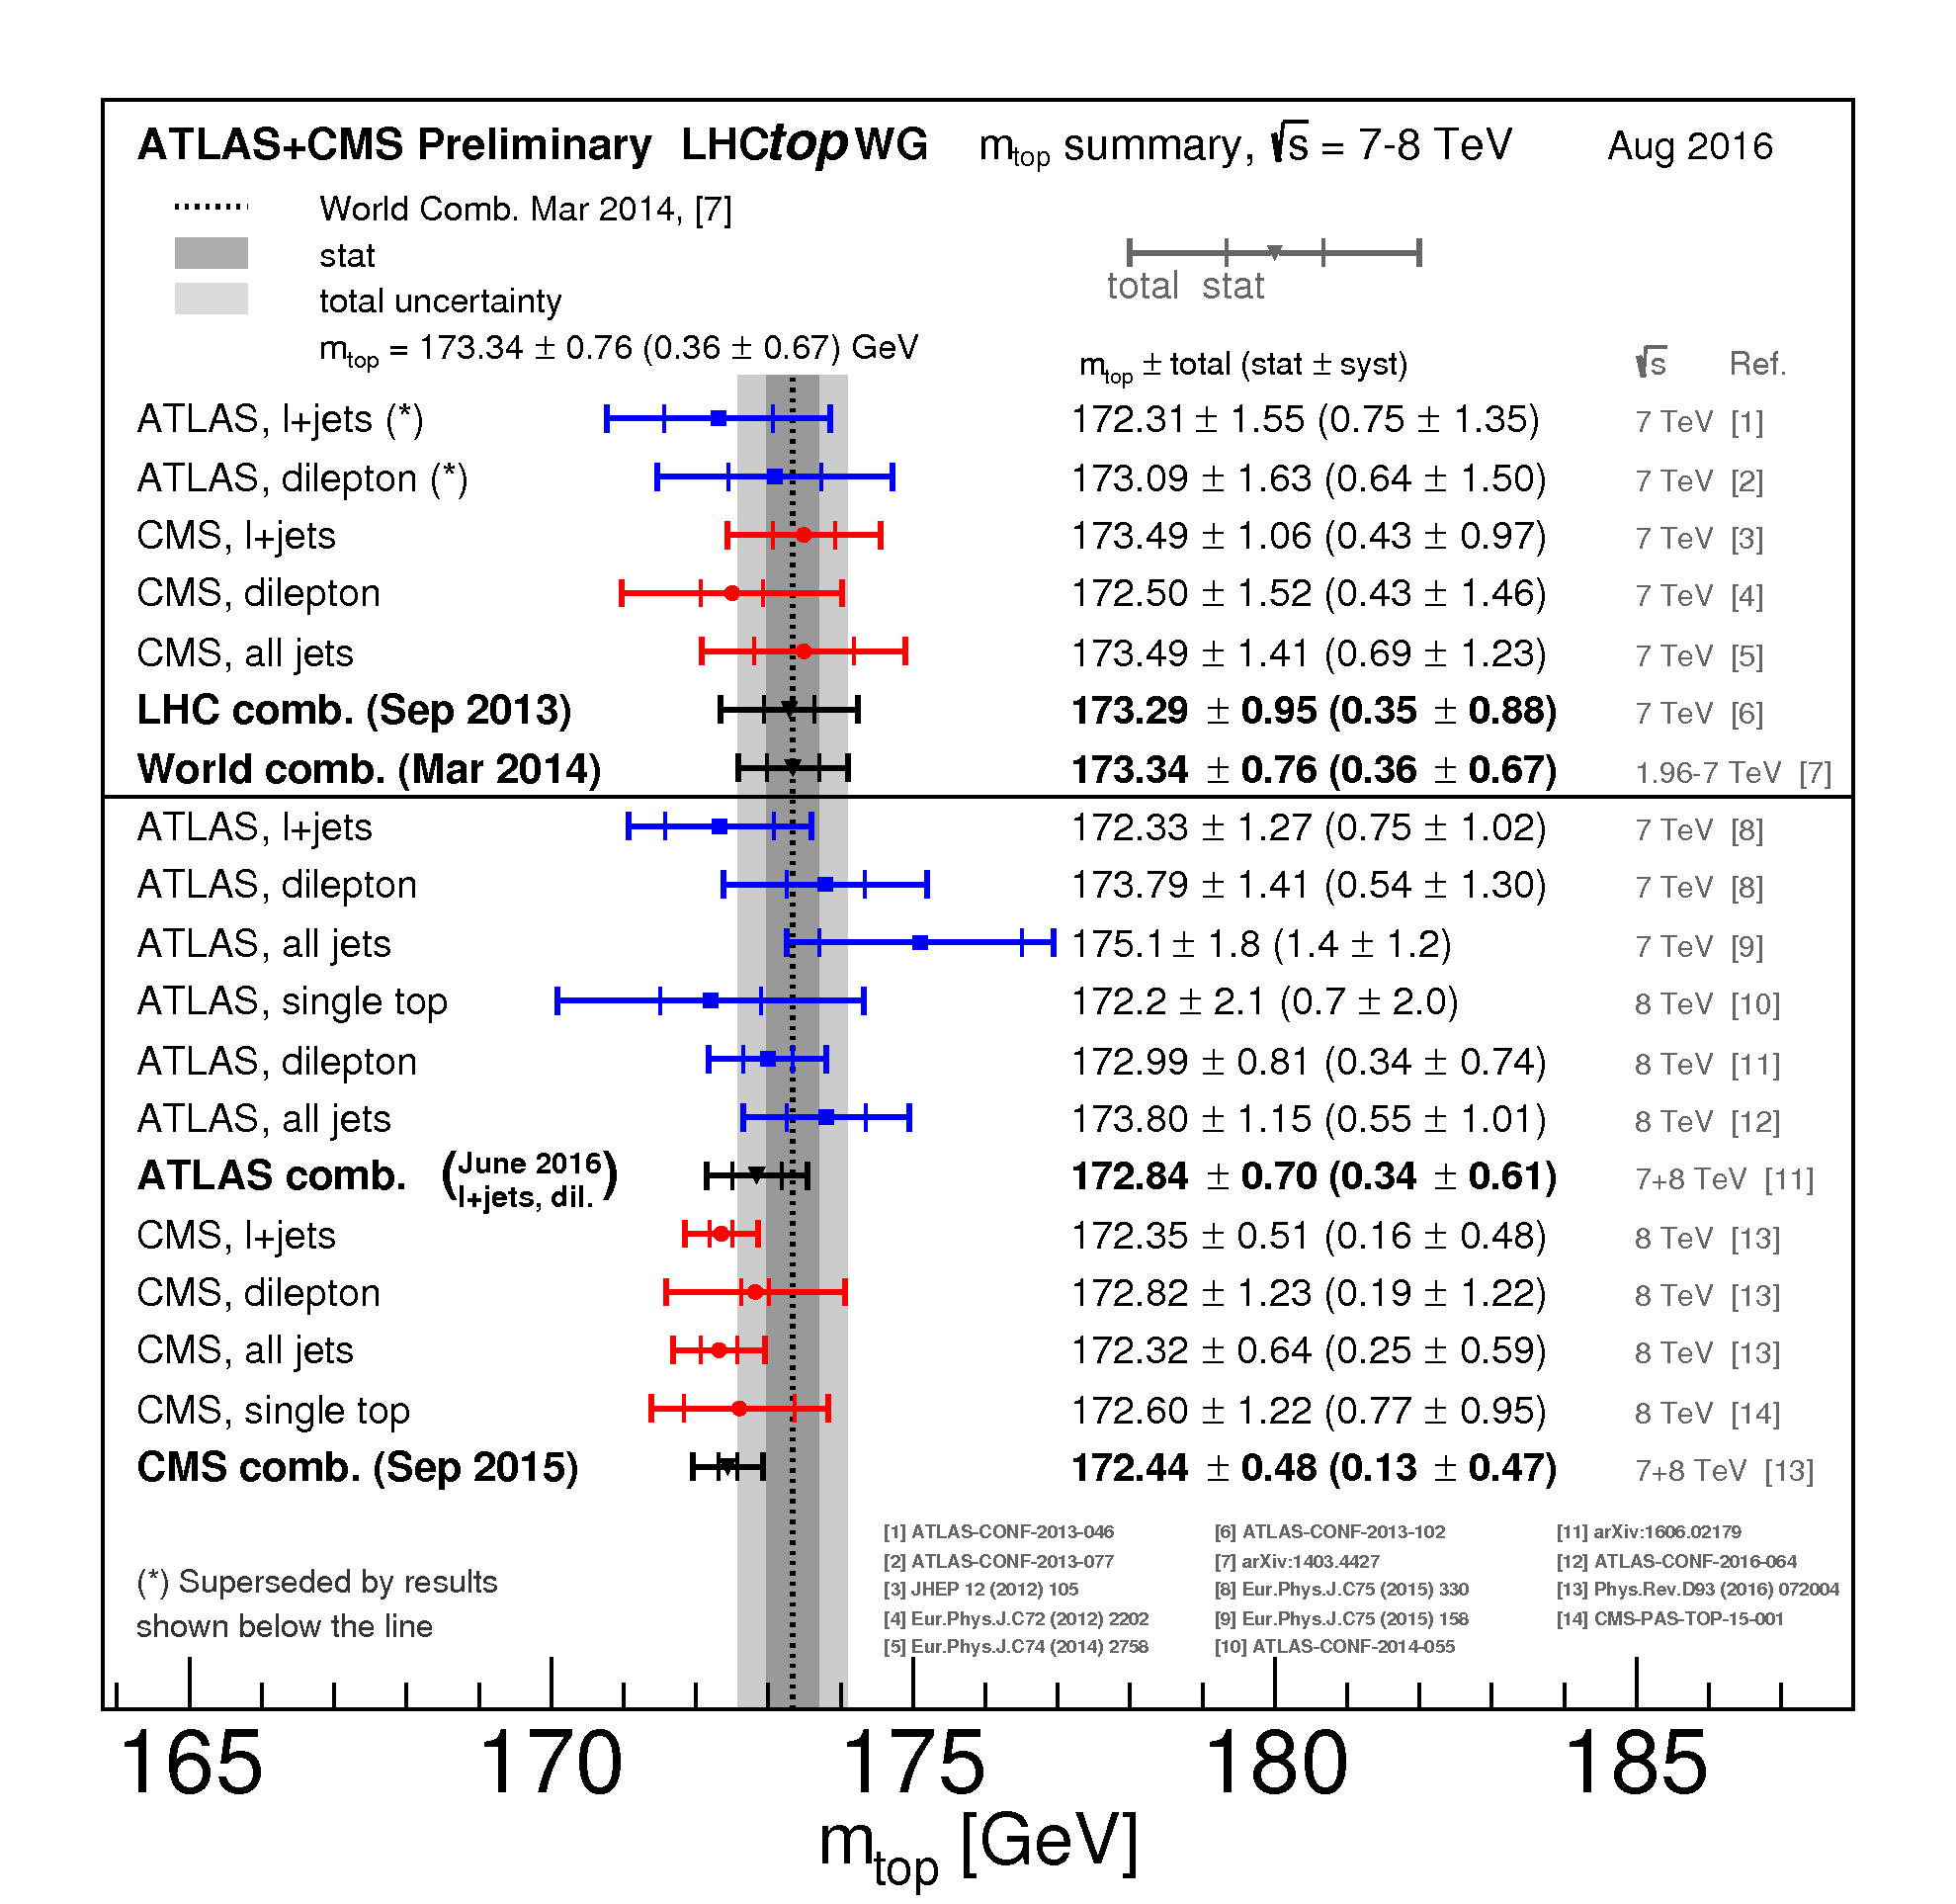 ATLAS+CMS Preliminary LHCtopWG m_top summary, √s = 7-8 TeV Aug 2016
World Comb. Mar 2014, [7]
stat
total uncertainty
m_top = 173.34 ± 0.76 (0.36 ± 0.67) GeV
total stat
m_top ± total (stat ± syst) √s Ref.
ATLAS, l+jets (*) 172.31 ± 1.55 (0.75 ± 1.35) 7 TeV [1]
ATLAS, dilepton (*) 173.09 ± 1.63 (0.64 ± 1.50) 7 TeV [2]
CMS, l+jets 173.49 ± 1.06 (0.43 ± 0.97) 7 TeV [3]
CMS, dilepton 172.50 ± 1.52 (0.43 ± 1.46) 7 TeV [4]
CMS, all jets 173.49 ± 1.41 (0.69 ± 1.23) 7 TeV [5]
LHC comb. (Sep 2013) 173.29 ± 0.95 (0.35 ± 0.88) 7 TeV [6]
World comb. (Mar 2014) 173.34 ± 0.76 (0.36 ± 0.67) 1.96-7 TeV [7]
ATLAS, l+jets 172.33 ± 1.27 (0.75 ± 1.02) 7 TeV [8]
ATLAS, dilepton 173.79 ± 1.41 (0.54 ± 1.30) 7 TeV [8]
ATLAS, all jets 175.1 ± 1.8 (1.4 ± 1.2) 7 TeV [9]
ATLAS, single top 172.2 ± 2.1 (0.7 ± 2.0) 8 TeV [10]
ATLAS, dilepton 172.99 ± 0.81 (0.34 ± 0.74) 8 TeV [11]
ATLAS, all jets 173.80 ± 1.15 (0.55 ± 1.01) 8 TeV [12]
ATLAS comb. (June 2016 l+jets, dil.) 172.84 ± 0.70 (0.34 ± 0.61) 7+8 TeV [11]
CMS, l+jets 172.35 ± 0.51 (0.16 ± 0.48) 8 TeV [13]
CMS, dilepton 172.82 ± 1.23 (0.19 ± 1.22) 8 TeV [13]
CMS, all jets 172.32 ± 0.64 (0.25 ± 0.59) 8 TeV [13]
CMS, single top 172.60 ± 1.22 (0.77 ± 0.95) 8 TeV [14]
CMS comb. (Sep 2015) 172.44 ± 0.48 (0.13 ± 0.47) 7+8 TeV [13]
(*) Superseded by results
shown below the line
[1] ATLAS-CONF-2013-046
[2] ATLAS-CONF-2013-077
[3] JHEP 12 (2012) 105
[4] Eur.Phys.J.C72 (2012) 2202
[5] Eur.Phys.J.C74 (2014) 2758
[6] ATLAS-CONF-2013-102
[7] arXiv:1403.4427
[8] Eur.Phys.J.C75 (2015) 330
[9] Eur.Phys.J.C75 (2015) 158
[10] ATLAS-CONF-2014-055
[11] arXiv:1606.02179
[12] ATLAS-CONF-2016-064
[13] Phys.Rev.D93 (2016) 072004
[14] CMS-PAS-TOP-15-001
165 170 175 180 185
m_top [GeV]